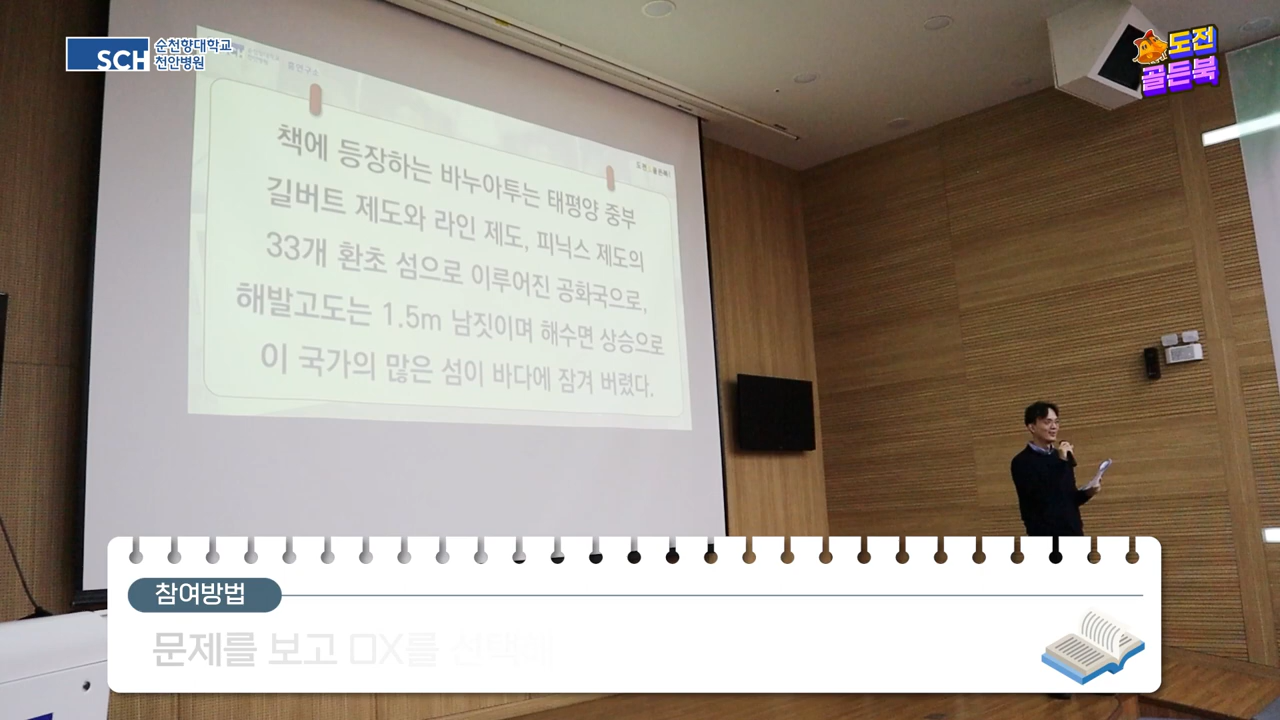 SCH 순천향대학교
천안병원
도전
골든북
책에 등장하는 바누아투는 태평양 중부
길버트 제도와 라인 제도, 피닉스 제도의
33개 환초 섬으로 이루어진 공화국으로,
해발고도는 1.5m 남짓이며 해수면 상승으로
이 국가의 많은 섬이 바다에 잠겨 버렸다.
참여방법
문제를 보고 OX를 선택해